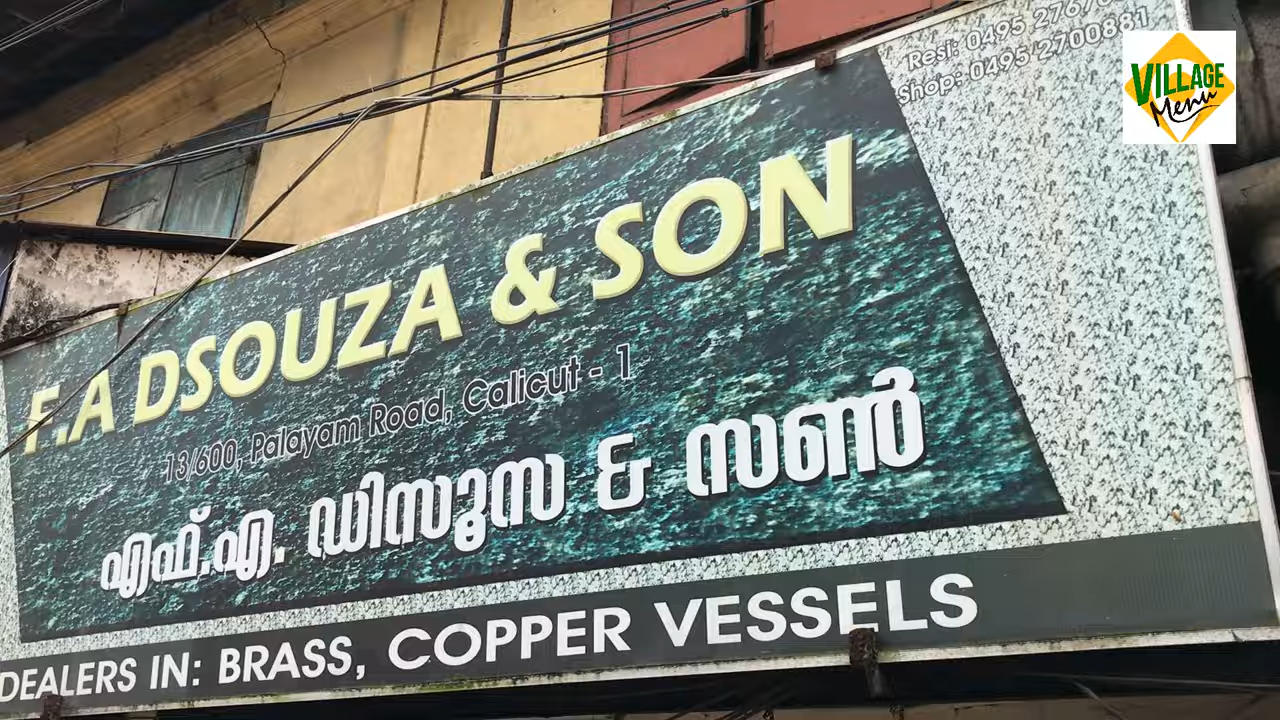 Resi: 0495
Shop: 0495 2700881
VILLAGE
Menu
F.A DSOUZA & SON
13/600, Palayam Road, Calicut - 1
എഫ്.എ. ഡിസൂസ & സൺ
DEALERS IN: BRASS, COPPER VESSELS